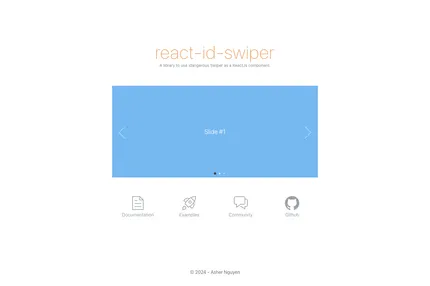 react-id-swiper
A library to use idangerous Swiper as a ReactJs component
Slide #1
Documentation
Examples
Community
Github
© 2024 - Asher Nguyen